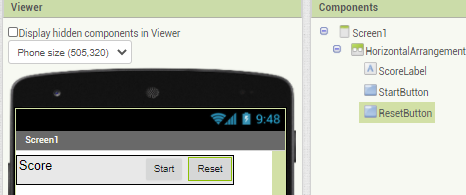 Viewer
Components
Display hidden components in Viewer
Phone size (505,320)
9:48
Screen1
Score Start Reset
Screen1
HorizontalArrangement
ScoreLabel
StartButton
ResetButton